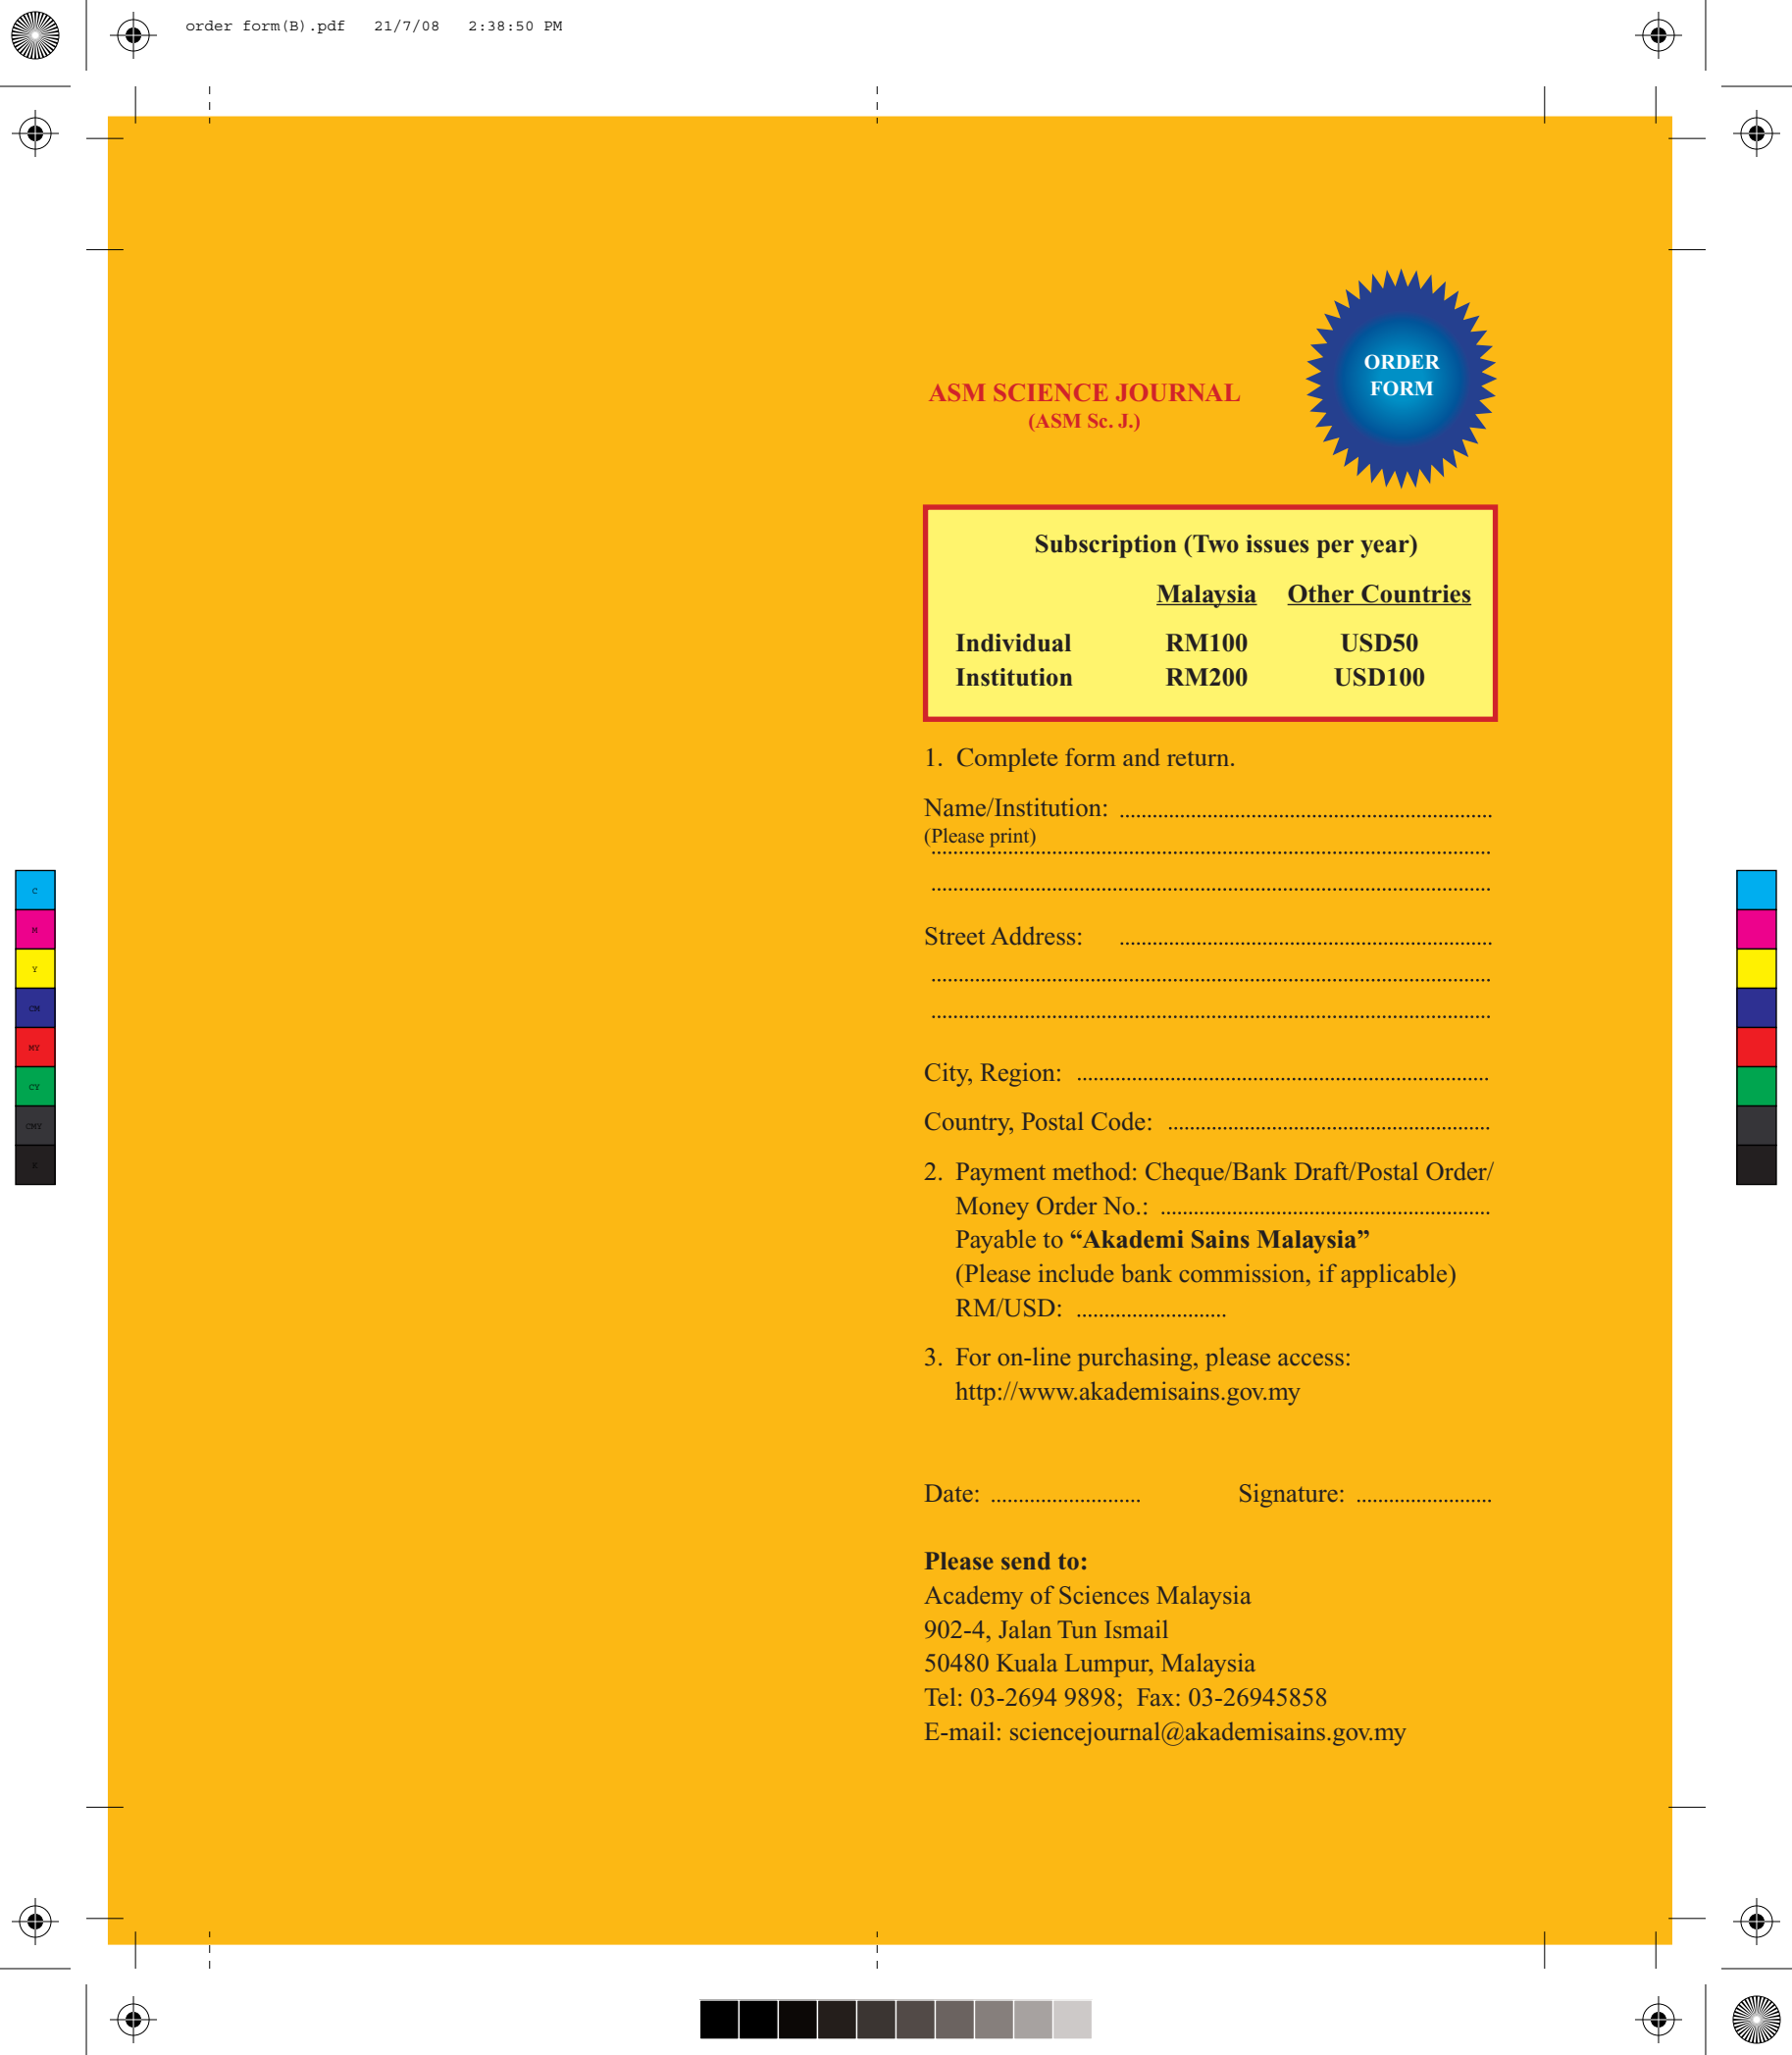 order form(B).pdf 21/7/08 2:38:50 PM
ORDER
FORM
ASM SCIENCE JOURNAL
(ASM Sc. J.)
Subscription (Two issues per year)
Malaysia Other Countries
Individual RM100 USD50
Institution RM200 USD100
1. Complete form and return.
Name/Institution: ....................................................................
(Please print)
......................................................................................................
......................................................................................................
Street Address: ....................................................................
......................................................................................................
......................................................................................................
City, Region: ...........................................................................
Country, Postal Code: ...........................................................
2. Payment method: Cheque/Bank Draft/Postal Order/
Money Order No.: ............................................................
Payable to “Akademi Sains Malaysia”
(Please include bank commission, if applicable)
RM/USD: ...........................
3. For on-line purchasing, please access:
http://www.akademisains.gov.my
Date: ........................... Signature: .........................
Please send to:
Academy of Sciences Malaysia
902-4, Jalan Tun Ismail
50480 Kuala Lumpur, Malaysia
Tel: 03-2694 9898; Fax: 03-26945858
E-mail: sciencejournal@akademisains.gov.my
C
M
Y
CM
MY
CY
CMY
K